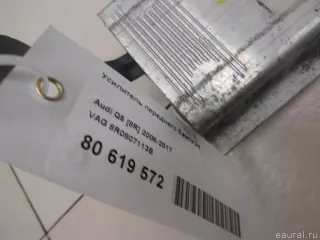 Усилитель переднего бампера
Audi Q5 [8R] 2008-2017
VAG 8R0807113B
80 619 572
© eaural.ru